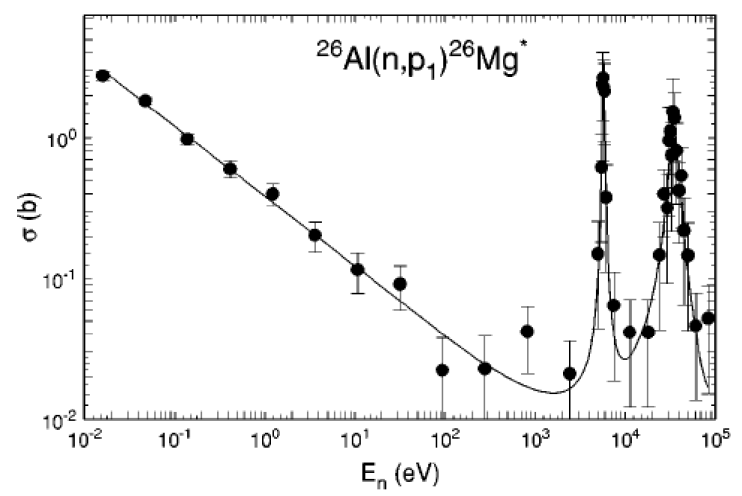 ²⁶Al(n,p₁)²⁶Mg*
σ (b)
10⁰
10⁻¹
10⁻²
10⁻² 10⁻¹ 10⁰ 10¹ 10² 10³ 10⁴ 10⁵
Eₙ (eV)